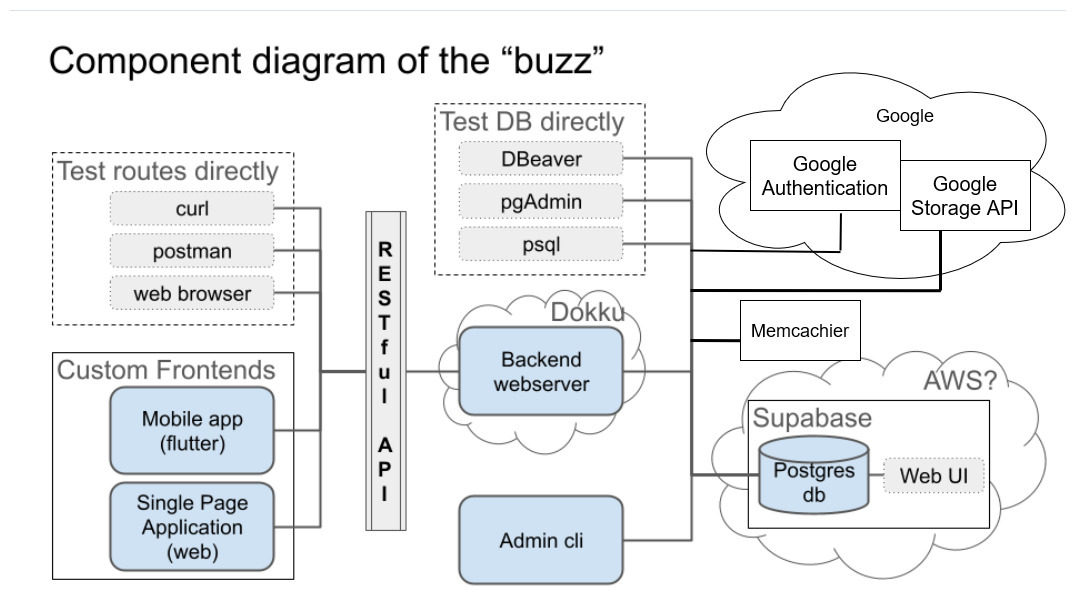 Component diagram of the “buzz”
Test routes directly
curl
postman
web browser
Custom Frontends
Mobile app
(flutter)
Single Page
Application
(web)
R
E
S
T
f
u
l
A
P
I
Test DB directly
DBeaver
pgAdmin
psql
Dokku
Backend
webserver
Admin cli
Google
Google
Authentication
Google
Storage API
Memcachier
AWS?
Supabase
Postgres
db
Web UI